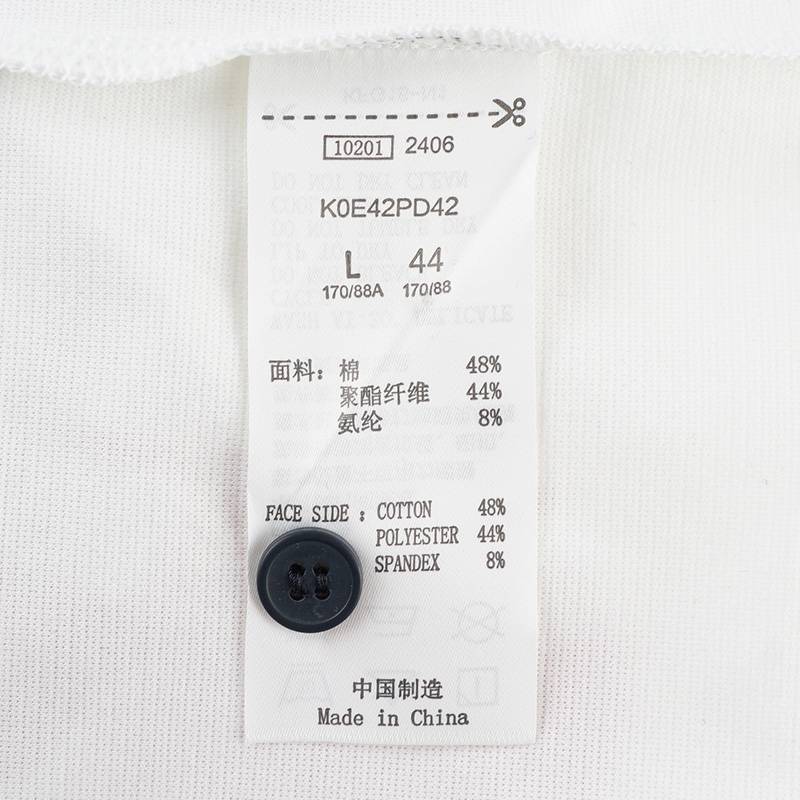 10201 2406
K0E42PD42
L 44
170/88A 170/88
面料：棉 48%
聚酯纤维 44%
氨纶 8%
FACE SIDE : COTTON 48%
POLYESTER 44%
SPANDEX 8%
中国制造
Made in China